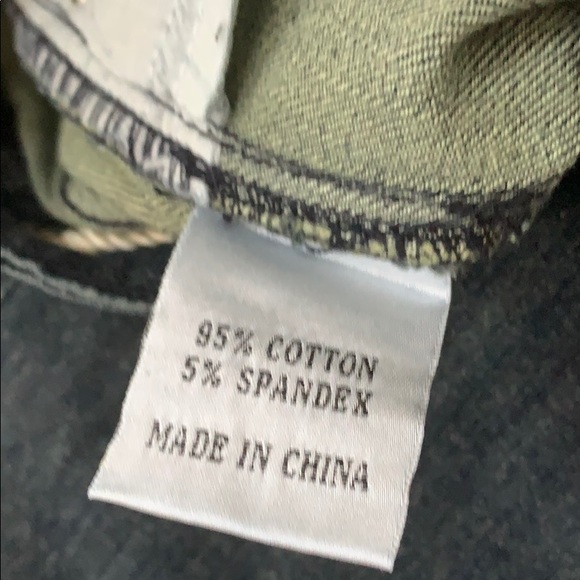 95% COTTON
5% SPANDEX
MADE IN CHINA